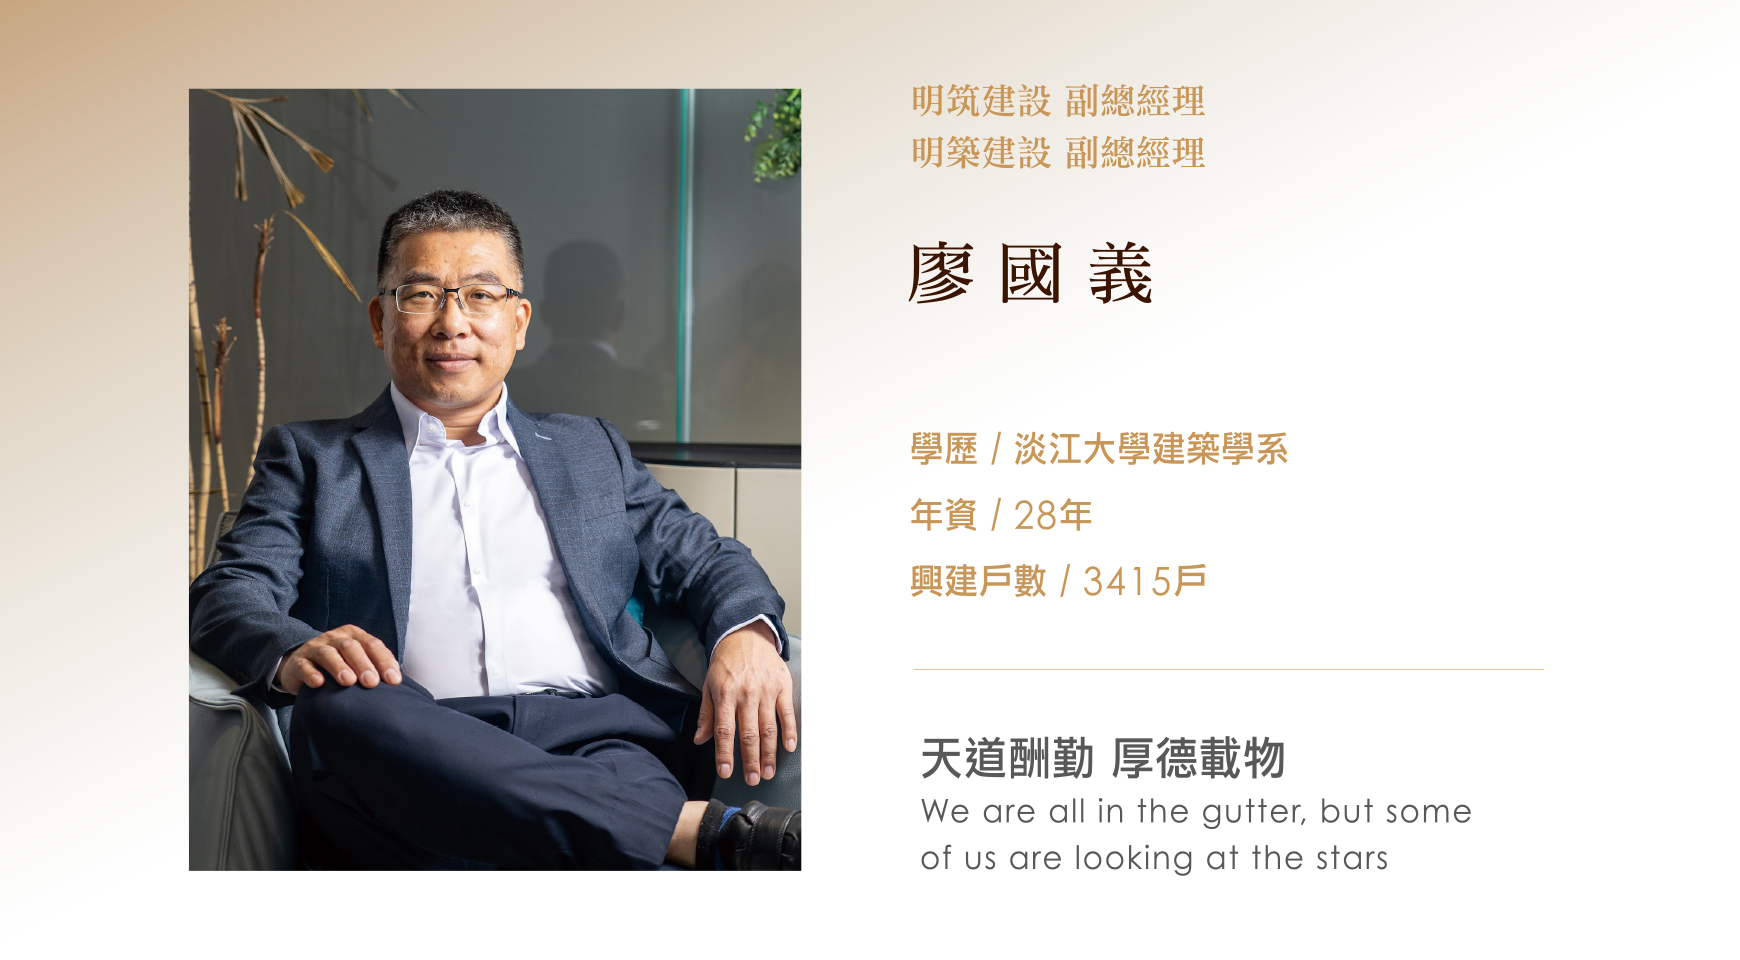 明筑建設 副總經理
明築建設 副總經理
廖國義
學歷 / 淡江大學建築學系
年資 / 28年
興建戶數 / 3415戶
天道酬勤 厚德載物
We are all in the gutter, but some
of us are looking at the stars